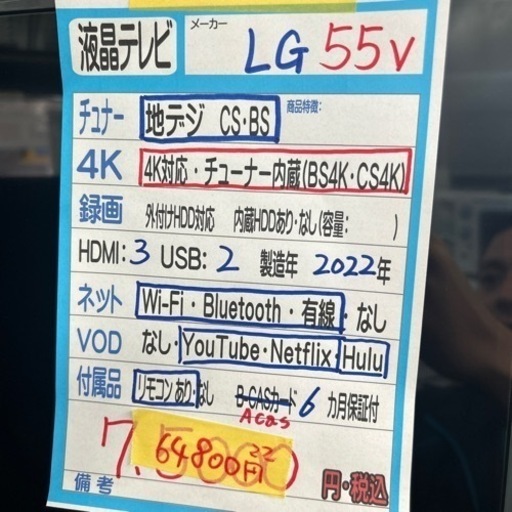 液晶テレビ メーカー LG 55V
チュナー 地デジ CS・BS 商品特徴:
4K 4K対応・チューナー内蔵(BS4K・CS4K)
録画 外付けHDD対応 内蔵HDDあり・なし(容量: )
HDMI: 3 USB: 2 製造年 2022年
ネット Wi-Fi・Bluetooth・有線・なし
VOD なし・YouTube・Netflix Hulu
付属品 リモコンあり・なし B-CASカード 6カ月保証付
Acas
64800円
備考 円・税込